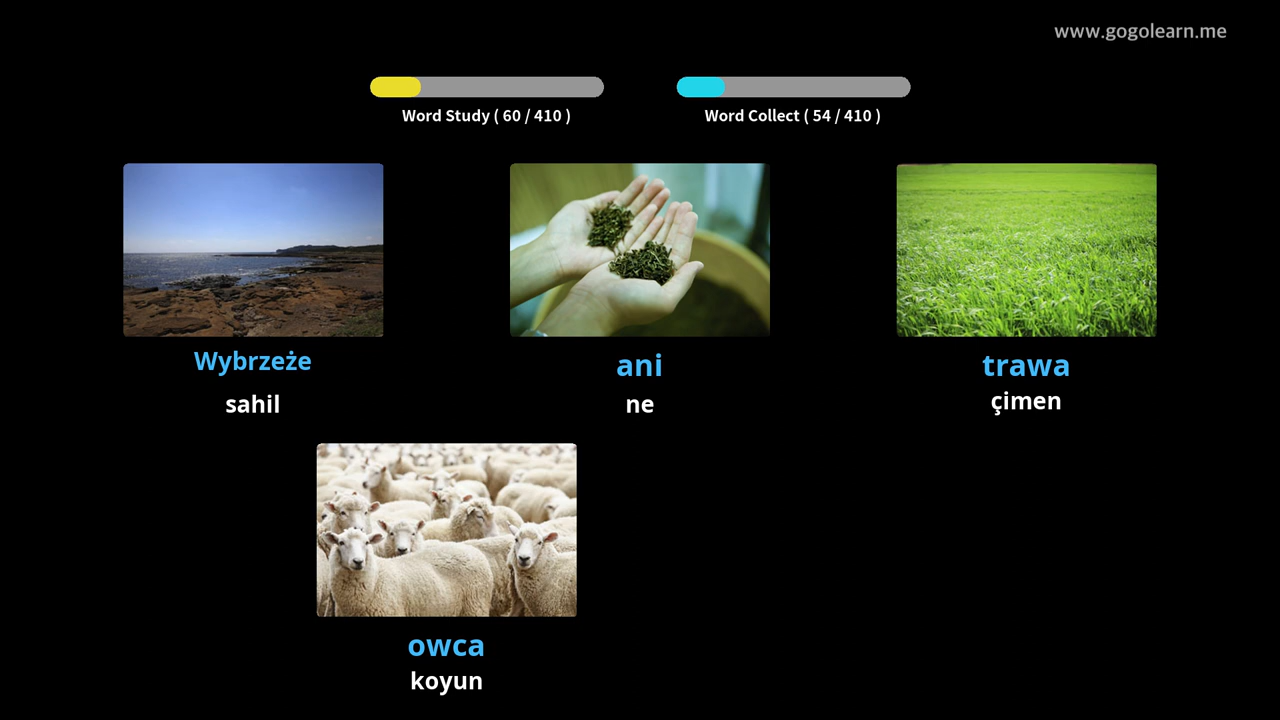 www.gogolearn.me
Word Study ( 60 / 410 )
Word Collect ( 54 / 410 )
Wybrzeże
sahil
ani
ne
trawa
çimen
owca
koyun